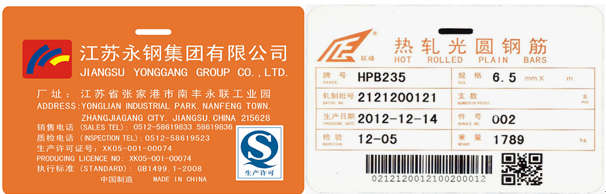 江苏永钢集团有限公司
JIANGSU YONGGANG GROUP CO.,LTD.
厂 址：江苏省张家港市南丰永联工业园
ADDRESS:YONGLIAN INDUSTRIAL PARK. NANFENG TOWN.
ZHANGJIAGANG CITY. JIANGSU. CHINA 215628
销售电话 (SALES TEL): 0512-58619833 58619836
质检电话 (INSPECTION TEL): 0512-58619523
生产许可证号: XK05-001-00074
PRODUCING LICENCE NO: XK05-001-00074
执行标准 (STANDARD): GB1499.1-2008
中国制造 MADE IN CHINA
QS
热轧光圆钢筋
HOT ROLLED PLAIN BARS
牌 号 HPB235 规 格 6.5 mm X m
轧制批号 2121200121 支 数 支
生产日期 2012-12-14 件 号 002
检 验 12-05 重 量 1789 kg
02121200121002000012